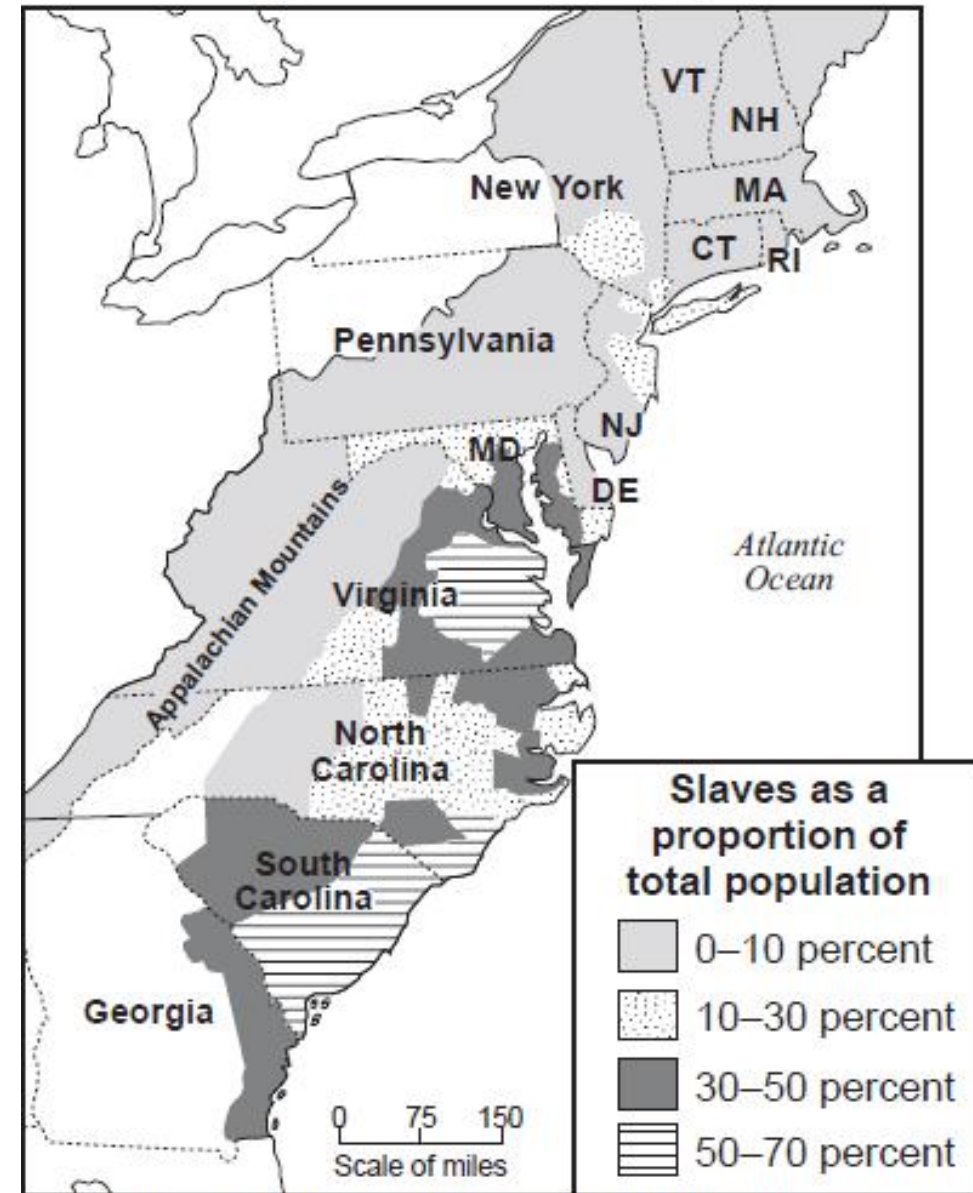 VT
NH
New York
MA
CT
RI
Pennsylvania
NJ
MD
DE
Appalachian Mountains
Atlantic
Ocean
Virginia
North
Carolina
South
Carolina
Georgia
0 75 150
Scale of miles
Slaves as a
proportion of
total population
0–10 percent
10–30 percent
30–50 percent
50–70 percent